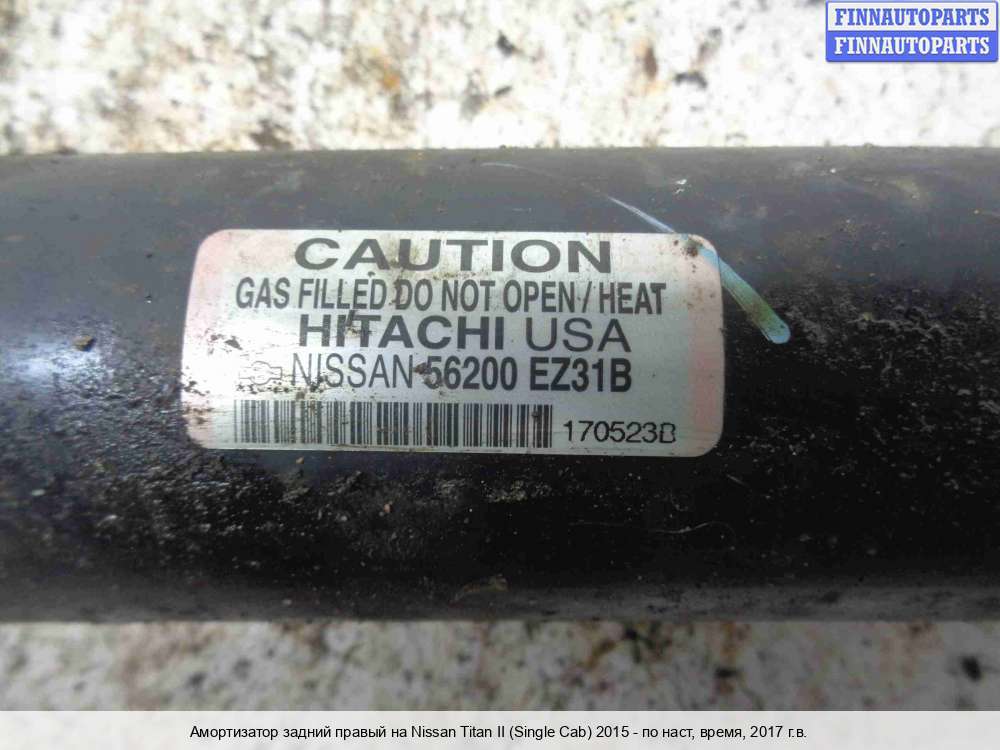 FINNAUTOPARTS
FINNAUTOPARTS
CAUTION
GAS FILLED DO NOT OPEN / HEAT
HITACHI USA
NISSAN 56200 EZ31B
170523B
Амортизатор задний правый на Nissan Titan II (Single Cab) 2015 - по наст, время, 2017 г.в.